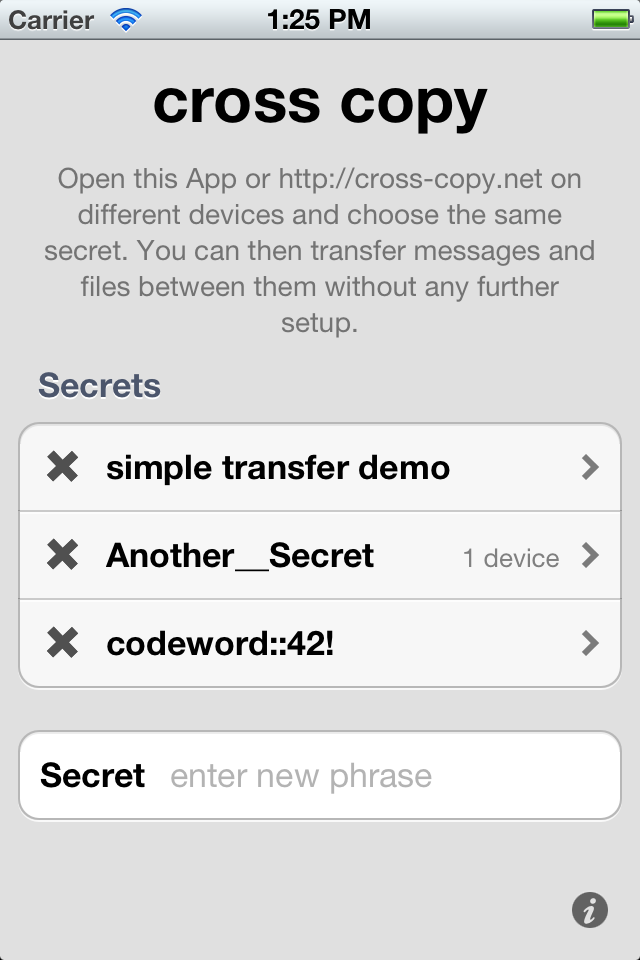 Carrier 1:25 PM
cross copy
Open this App or http://cross-copy.net on
different devices and choose the same
secret. You can then transfer messages and
files between them without any further
setup.
Secrets
simple transfer demo
Another__Secret 1 device
codeword::42!
Secret enter new phrase
i